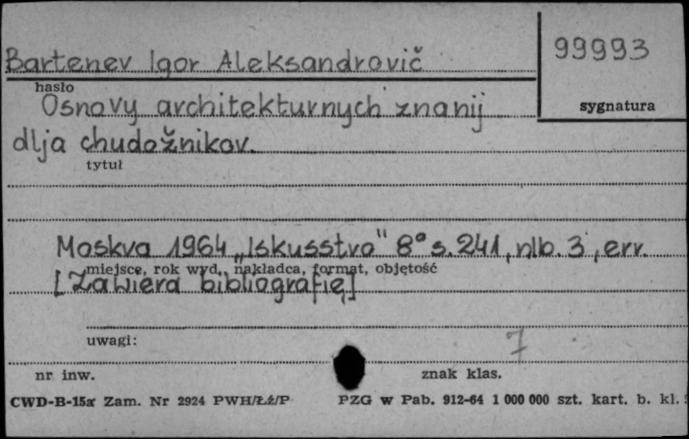 Bartenev Igor Aleksandrovič
99993
hasło
sygnatura
Osnovy architekturnych znanij
dlja chudožnikov.
tytuł
Moskva 1964 „Iskusstvo" 8° s. 241, nlb. 3, err.
miejsce, rok wyd., nakładca, format, objętość
[Zawiera bibliografię]
uwagi:
7
nr inw.
znak klas.
CWD-B-15a Zam. Nr 2924 PWH/Łź/P PZG w Pab. 912-64 1 000 000 szt. kart. b. kl.